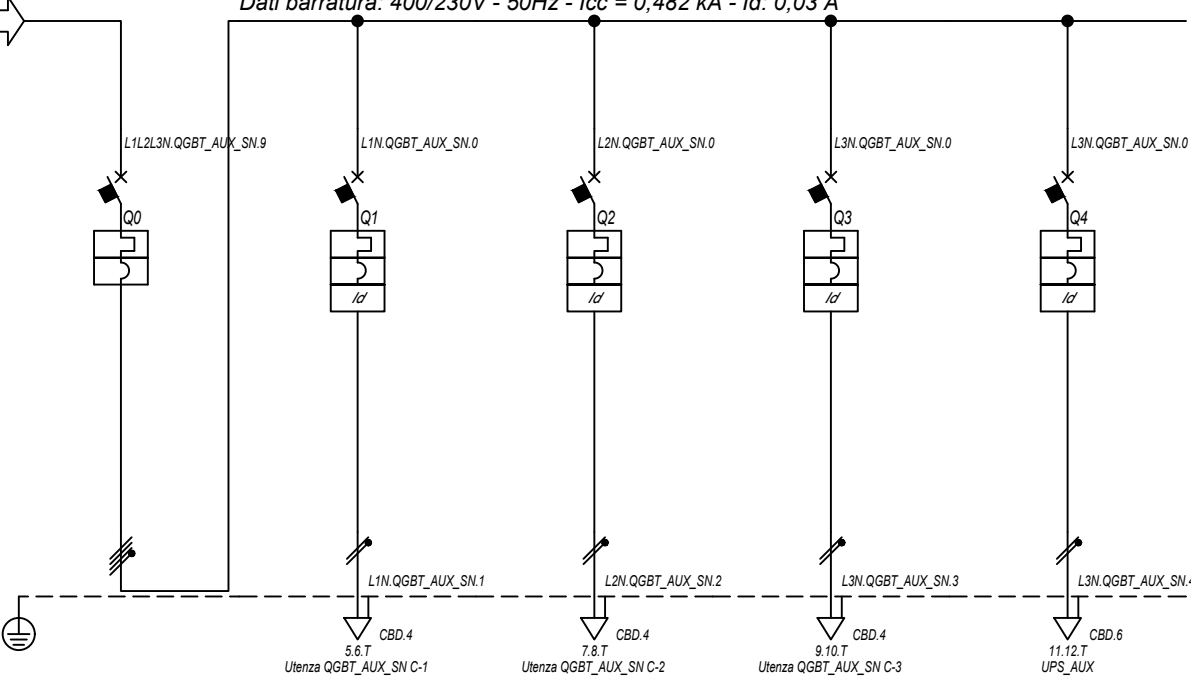 Dati barratura: 400/230V - 50Hz - Icc = 0,482 kA - Id: 0,03 A
L1L2L3N.QGBT_AUX_SN.9
L1N.QGBT_AUX_SN.0
L2N.QGBT_AUX_SN.0
L3N.QGBT_AUX_SN.0
L3N.QGBT_AUX_SN.0
Q0
Q1
Q2
Q3
Q4
Id
Id
Id
Id
L1N.QGBT_AUX_SN.1
L2N.QGBT_AUX_SN.2
L3N.QGBT_AUX_SN.3
L3N.QGBT_AUX_SN.4
CBD.4
CBD.4
CBD.4
CBD.6
5.6.T
Utenza QGBT_AUX_SN C-1
7.8.T
Utenza QGBT_AUX_SN C-2
9.10.T
Utenza QGBT_AUX_SN C-3
11.12.T
UPS_AUX